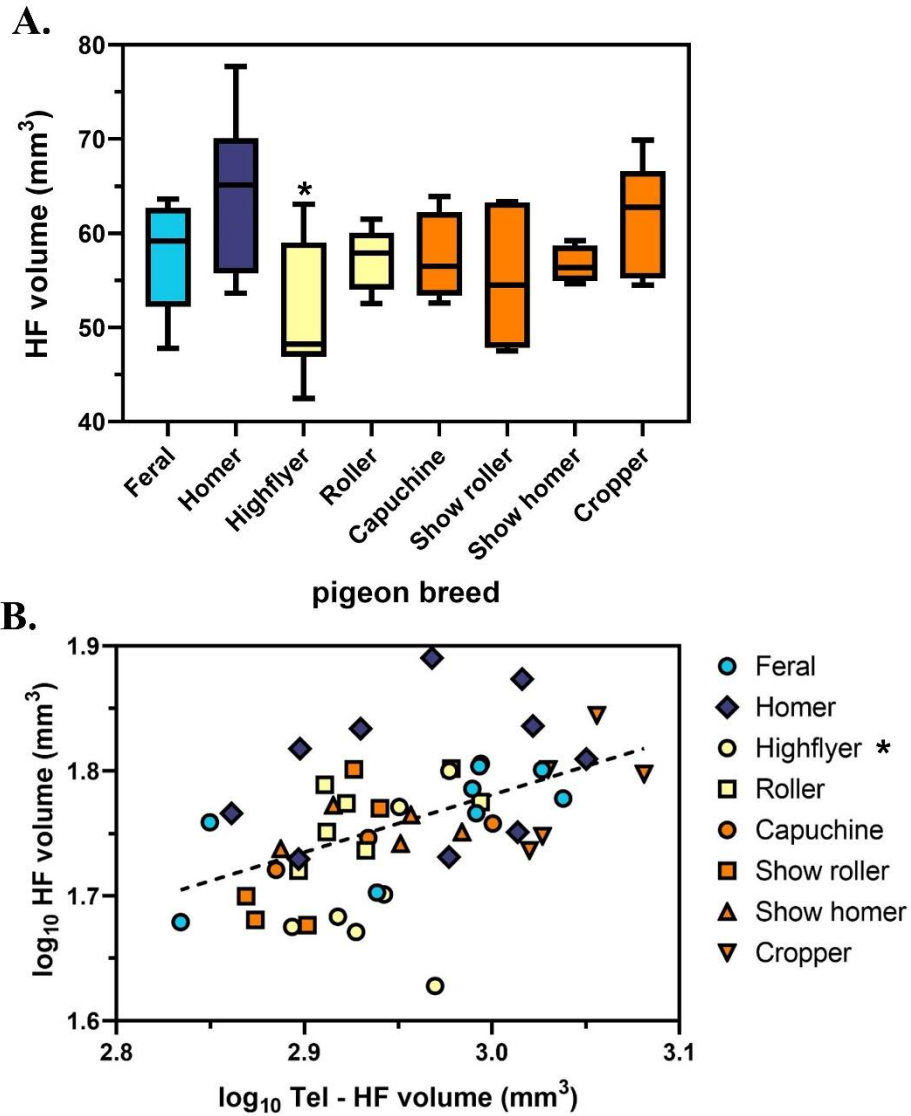 A.
HF volume (mm³)
80
70
60
50
40
*
Feral
Homer
Highflyer
Roller
Capuchine
Show roller
Show homer
Cropper
pigeon breed
B.
log₁₀ HF volume (mm³)
1.9
1.8
1.7
1.6
2.8
2.9
3.0
3.1
log₁₀ Tel - HF volume (mm³)
Feral
Homer
Highflyer *
Roller
Capuchine
Show roller
Show homer
Cropper